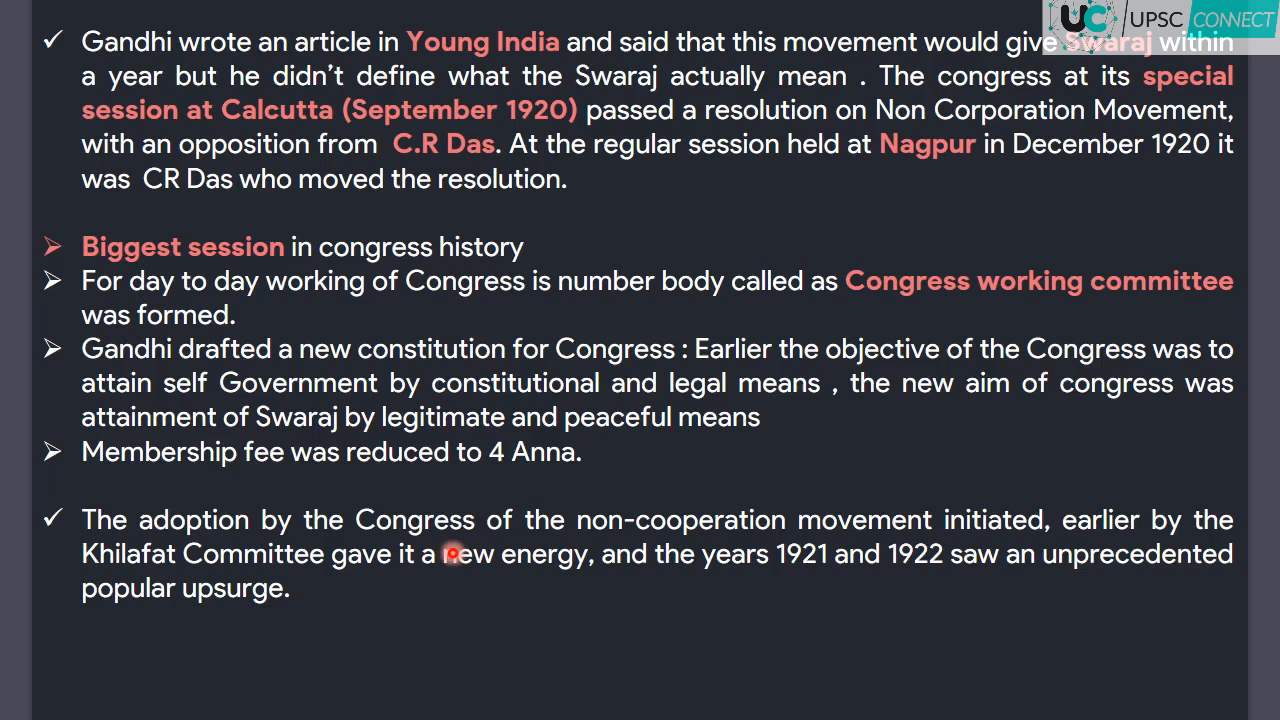 UC UPSC CONNECT
✓ Gandhi wrote an article in Young India and said that this movement would give Swaraj within
a year but he didn't define what the Swaraj actually mean . The congress at its special
session at Calcutta (September 1920) passed a resolution on Non Corporation Movement,
with an opposition from C.R Das. At the regular session held at Nagpur in December 1920 it
was CR Das who moved the resolution.
➢ Biggest session in congress history
➢ For day to day working of Congress is number body called as Congress working committee
was formed.
➢ Gandhi drafted a new constitution for Congress : Earlier the objective of the Congress was to
attain self Government by constitutional and legal means , the new aim of congress was
attainment of Swaraj by legitimate and peaceful means
➢ Membership fee was reduced to 4 Anna.
✓ The adoption by the Congress of the non-cooperation movement initiated, earlier by the
Khilafat Committee gave it a new energy, and the years 1921 and 1922 saw an unprecedented
popular upsurge.